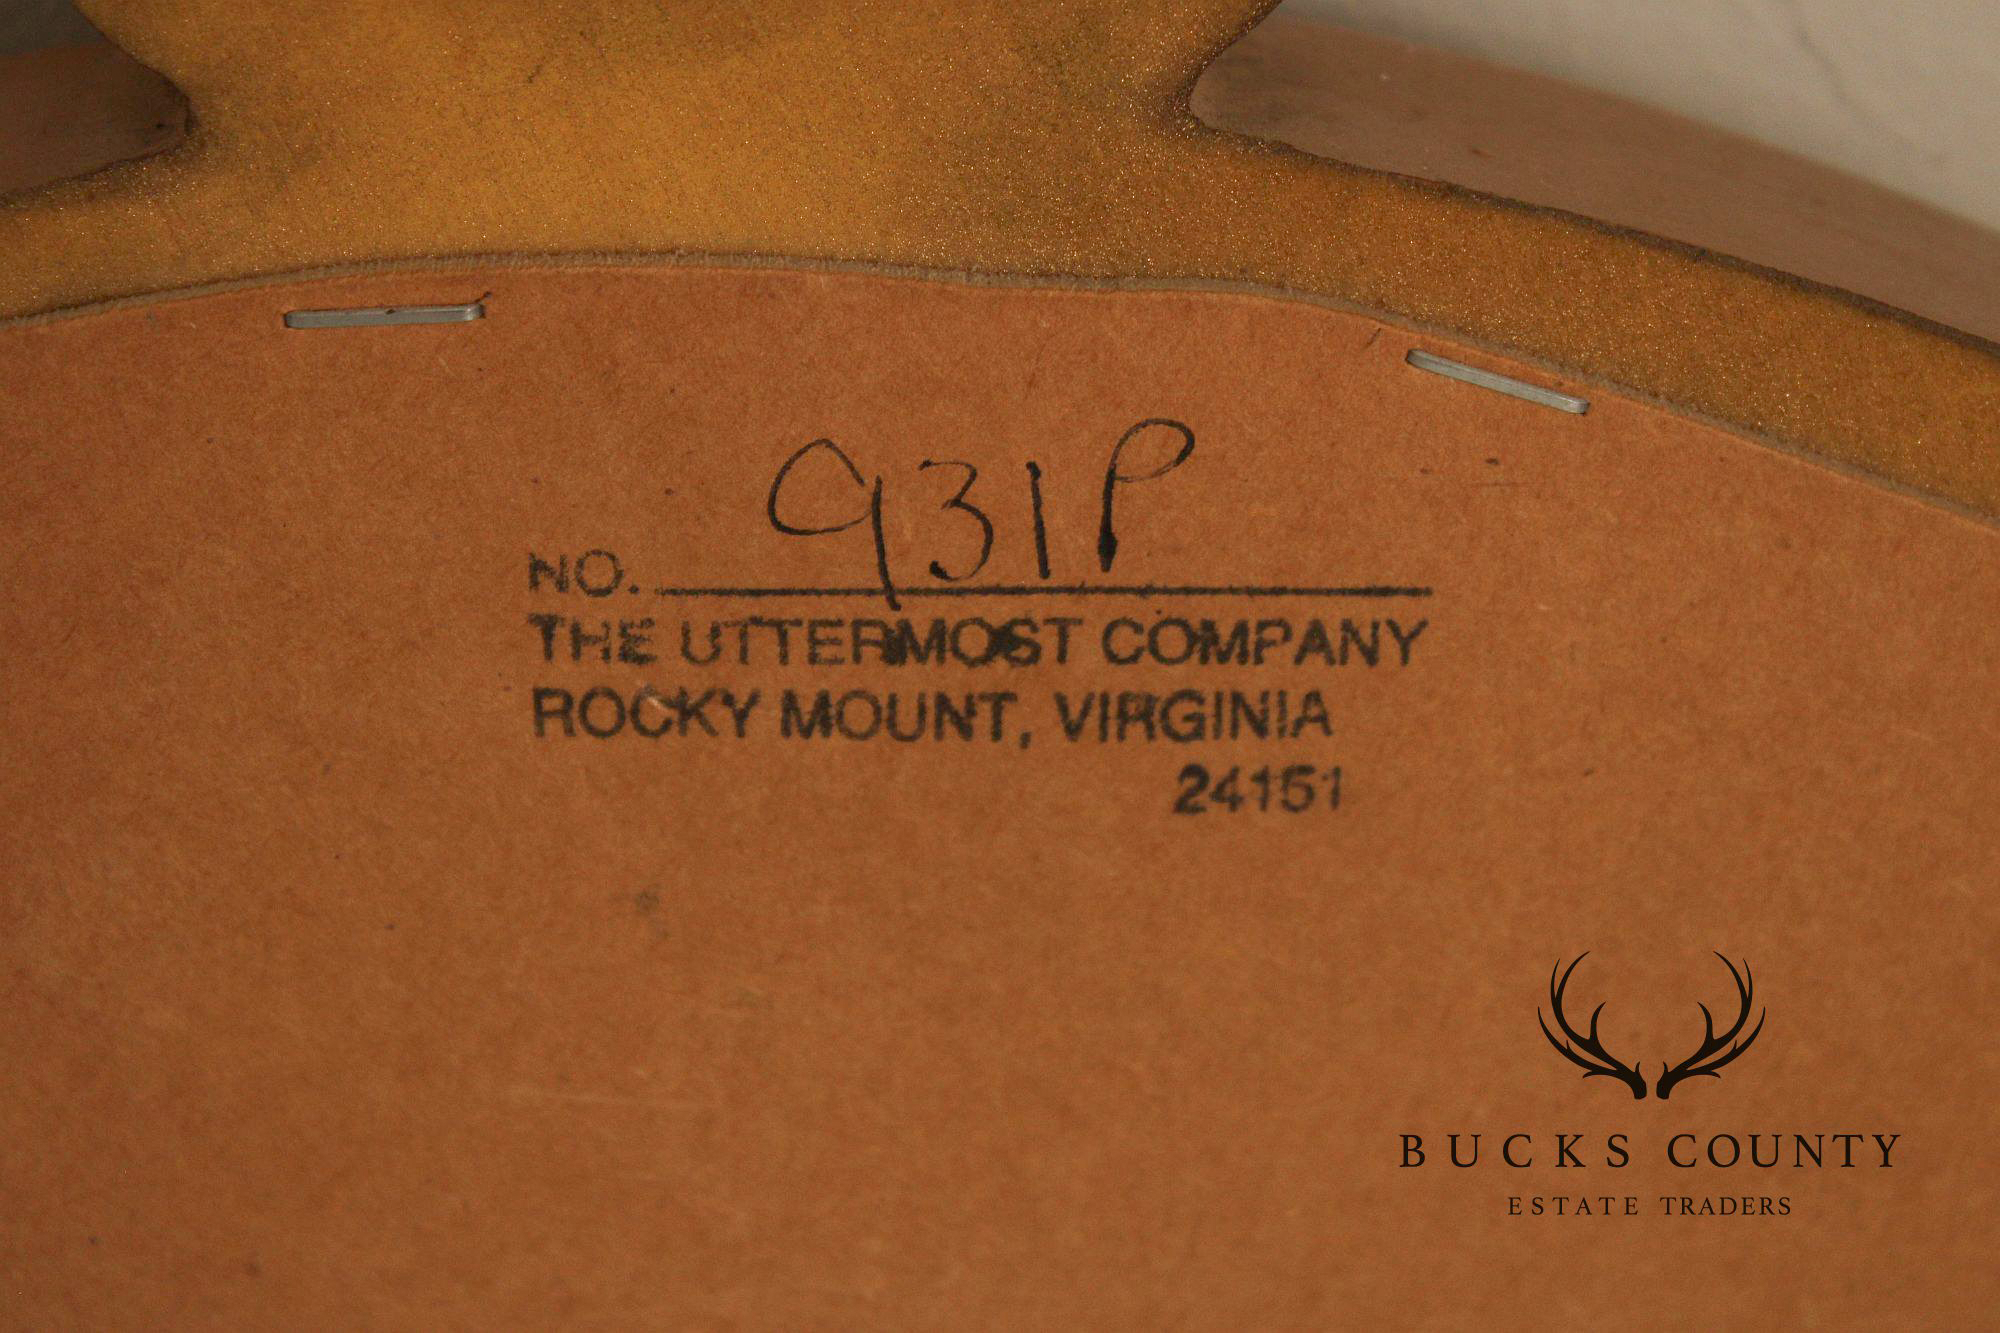 NO. 931P
THE UTTERMOST COMPANY
ROCKY MOUNT, VIRGINIA
24151
BUCKS COUNTY
ESTATE TRADERS